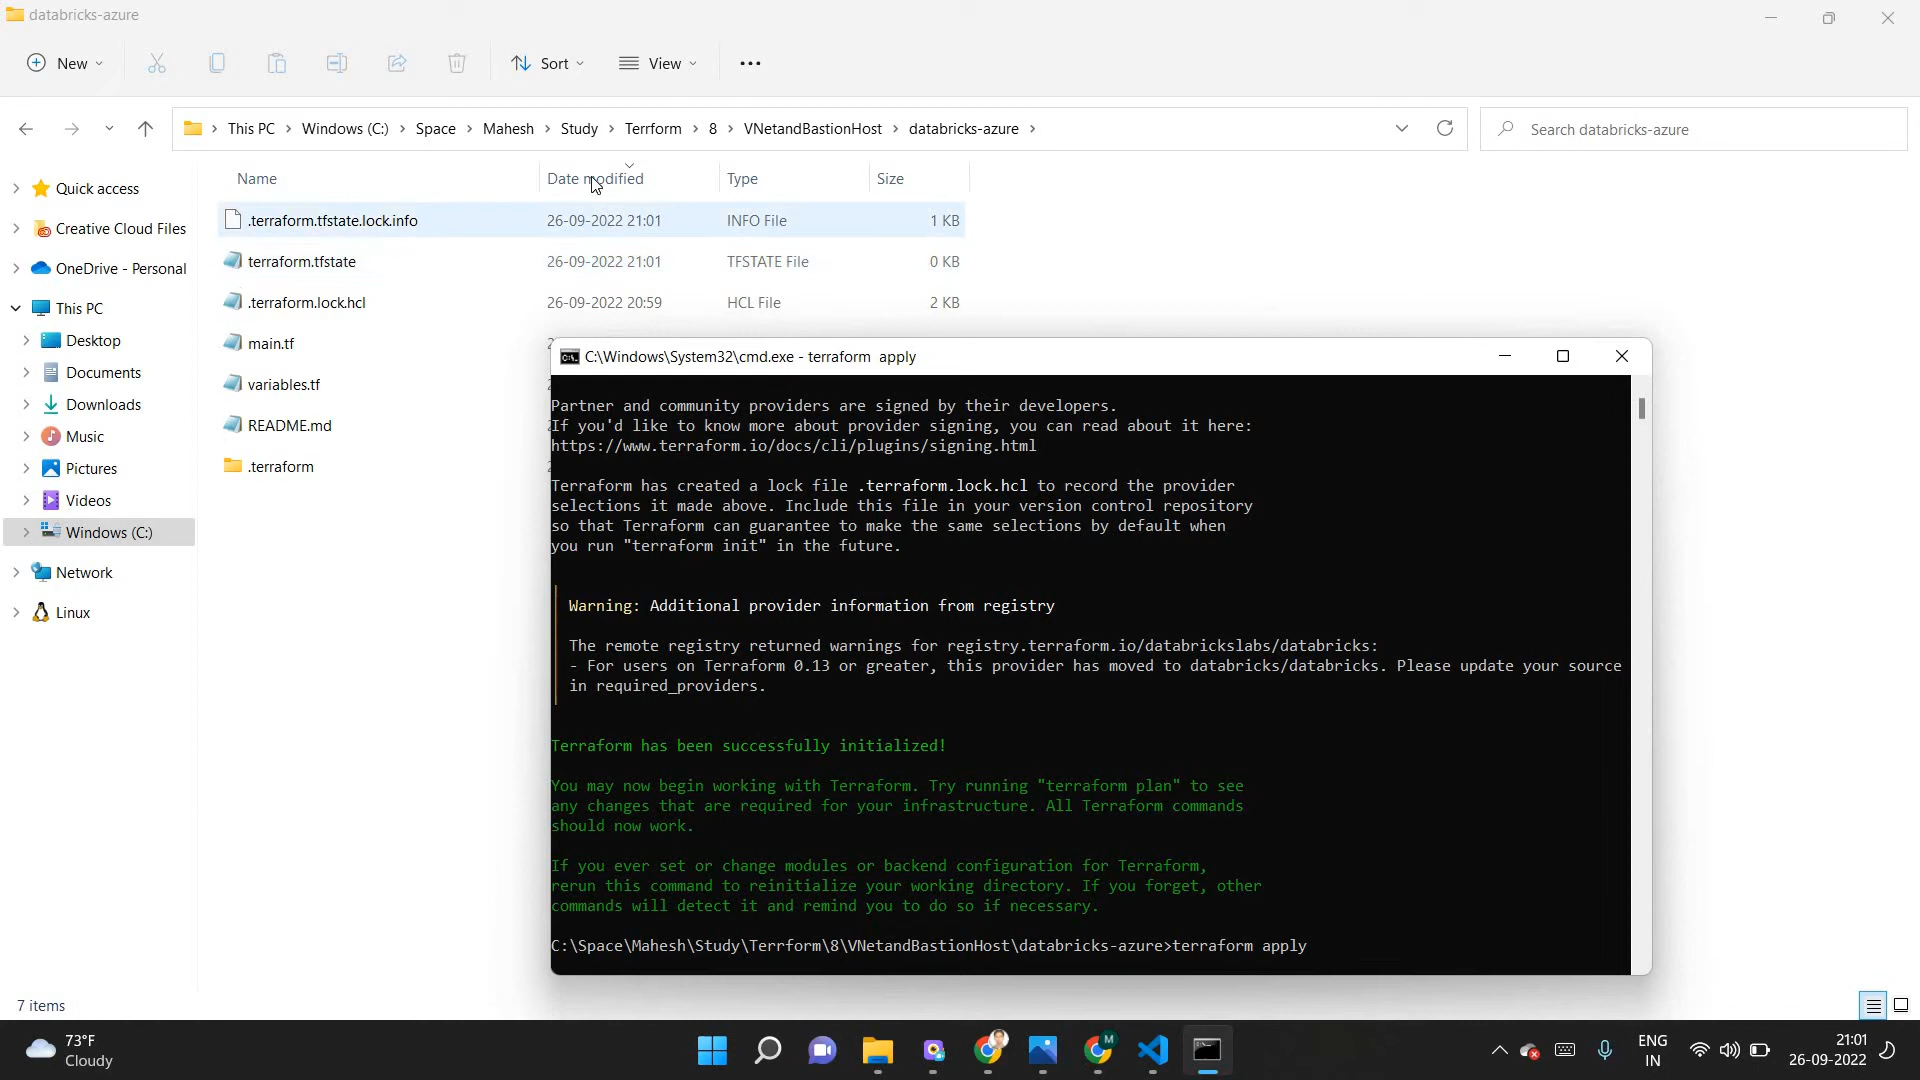 databricks-azure
New
Sort
View
This PC
Windows (C:)
Space
Mahesh
Study
Terrform
8
VNetandBastionHost
databricks-azure
Search databricks-azure
Name
Date modified
Type
Size
Quick access
Creative Cloud Files
OneDrive - Personal
This PC
Desktop
Documents
Downloads
Music
Pictures
Videos
Windows (C:)
Network
Linux
.terraform.tfstate.lock.info 26-09-2022 21:01 INFO File 1 KB
terraform.tfstate 26-09-2022 21:01 TFSTATE File 0 KB
.terraform.lock.hcl 26-09-2022 20:59 HCL File 2 KB
main.tf
variables.tf
README.md
.terraform
C:\Windows\System32\cmd.exe - terraform apply
Partner and community providers are signed by their developers.
If you'd like to know more about provider signing, you can read about it here:
https://www.terraform.io/docs/cli/plugins/signing.html
Terraform has created a lock file .terraform.lock.hcl to record the provider
selections it made above. Include this file in your version control repository
so that Terraform can guarantee to make the same selections by default when
you run "terraform init" in the future.
Warning: Additional provider information from registry
The remote registry returned warnings for registry.terraform.io/databrickslabs/databricks:
- For users on Terraform 0.13 or greater, this provider has moved to databricks/databricks. Please update your source
in required_providers.
Terraform has been successfully initialized!
You may now begin working with Terraform. Try running "terraform plan" to see
any changes that are required for your infrastructure. All Terraform commands
should now work.
If you ever set or change modules or backend configuration for Terraform,
rerun this command to reinitialize your working directory. If you forget, other
commands will detect it and remind you to do so if necessary.
C:\Space\Mahesh\Study\Terrform\8\VNetandBastionHost\databricks-azure>terraform apply
7 items
73°F
Cloudy
M
ENG
IN
21:01
26-09-2022